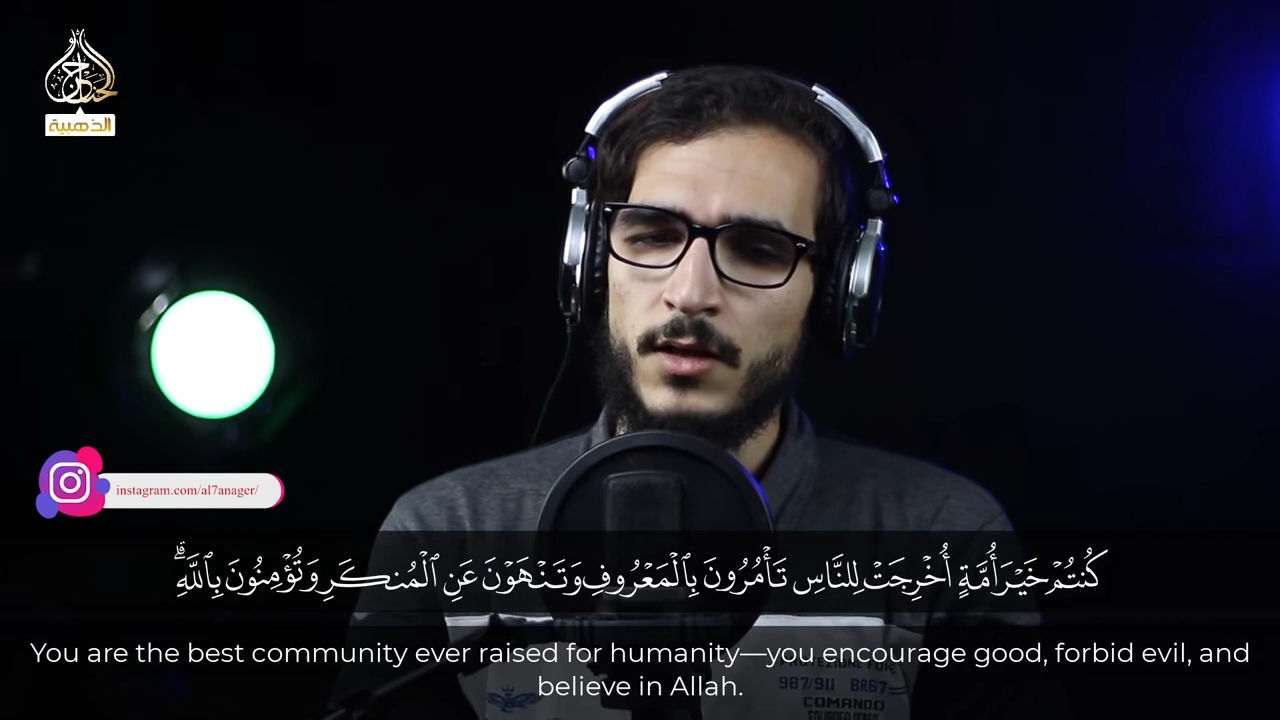 الحناجر
الذهبية
instagram.com/al7anager/
كُنتُمْ خَيْرَ أُمَّةٍ أُخْرِجَتْ لِلنَّاسِ تَأْمُرُونَ بِٱلْمَعْرُوفِ وَتَنْهَوْنَ عَنِ ٱلْمُنكَرِ وَتُؤْمِنُونَ بِٱللَّهِۗ
You are the best community ever raised for humanity—you encourage good, forbid evil, and
believe in Allah.
987/911 BR67
COMANDO